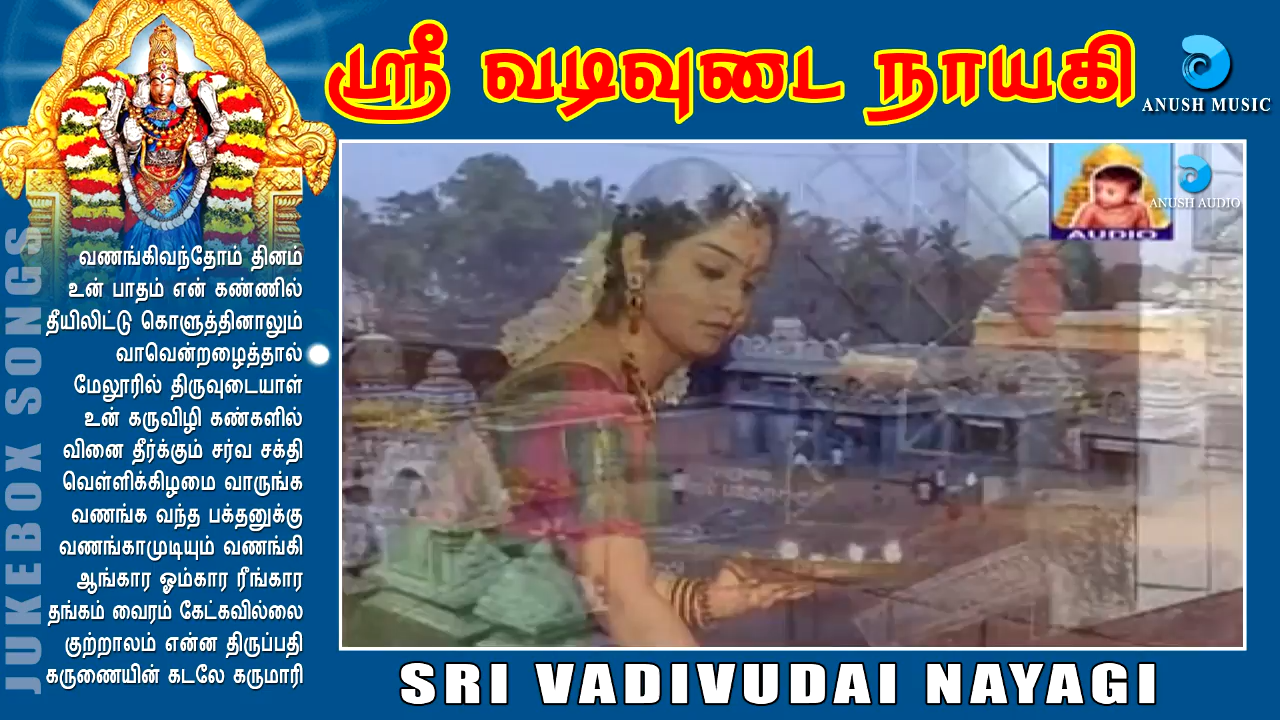 ஸ்ரீ வடிவுடை நாயகி
ANUSH MUSIC
AUDIO
ANUSH AUDIO
JUKEBOX SONGS
வணங்கிவந்தோம் தினம்
உன் பாதம் என் கண்ணில்
தீயிலிட்டு கொளுத்தினாலும்
வாவென்றழைத்தால்
மேலூரில் திருவுடையாள்
உன் கருவிழி கண்களில்
வினை தீர்க்கும் சர்வ சக்தி
வெள்ளிக்கிழமை வாருங்க
வணங்க வந்த பக்தனுக்கு
வணங்காமுடியும் வணங்கி
ஆங்கார ஓம்கார ரீங்கார
தங்கம் வைரம் கேட்கவில்லை
குற்றாலம் என்ன திருப்பதி
கருணையின் கடலே கருமாரி
SRI VADIVUDAI NAYAGI